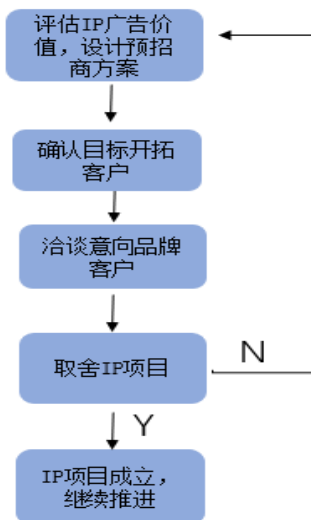 评估IP广告价
值，设计预招
商方案
确认目标开拓
客户
洽谈意向品牌
客户
取舍IP项目
N
Y
IP项目成立，
继续推进